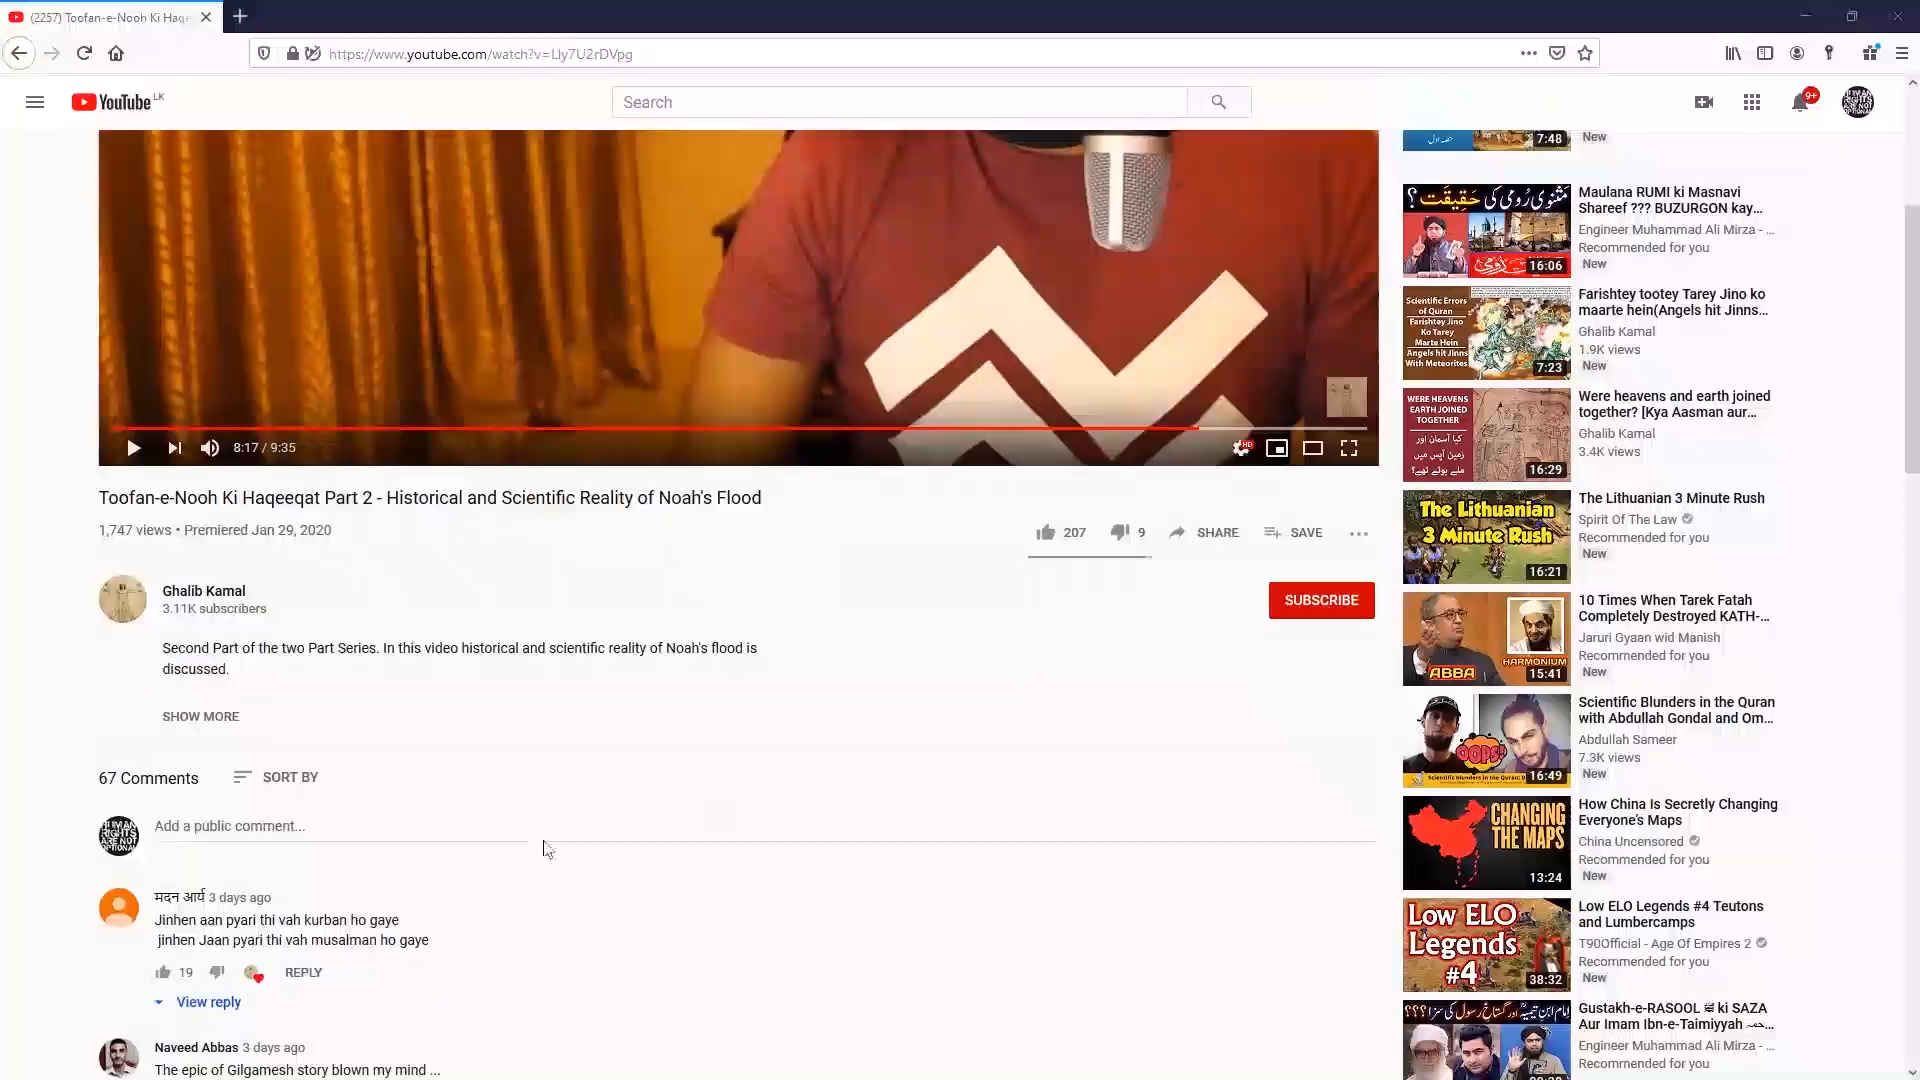 (2257) Toofan-e-Nooh Ki Haqe
https://www.youtube.com/watch?v=Lly7U2rDVpg
YouTube LK
Search
9+
7:48
New
8:17 / 9:35
HD
Toofan-e-Nooh Ki Haqeeqat Part 2 - Historical and Scientific Reality of Noah's Flood
1,747 views • Premiered Jan 29, 2020
207
9
SHARE
SAVE
Ghalib Kamal
3.11K subscribers
SUBSCRIBE
Second Part of the two Part Series. In this video historical and scientific reality of Noah's flood is
discussed.
SHOW MORE
67 Comments
SORT BY
HUMAN
RIGHTS
ARE NOT
OPTIONAL
Add a public comment...
मदन आर्य 3 days ago
Jinhen aan pyari thi vah kurban ho gaye
jinhen Jaan pyari thi vah musalman ho gaye
19
REPLY
View reply
Naveed Abbas 3 days ago
The epic of Gilgamesh story blown my mind ...
حصہ اول
مثنوی رومی کی حقیقت ؟
16:06
Maulana RUMI ki Masnavi
Shareef ??? BUZURGON kay...
Engineer Muhammad Ali Mirza - ...
Recommended for you
New
Scientific Errors
of Quran
Farishtey Jino
Ko Tarey
Marte Hein
Angels hit Jinns
With Meteorites
7:23
Farishtey tootey Tarey Jino ko
maarte hein(Angels hit Jinns...
Ghalib Kamal
1.9K views
New
WERE HEAVENS
EARTH JOINED
TOGETHER
کیا آسمان اور
زمین آپس میں
ملے ہوئے تھے؟
16:29
Were heavens and earth joined
together? [Kya Aasman aur...
Ghalib Kamal
3.4K views
The Lithuanian
3 Minute Rush
16:21
The Lithuanian 3 Minute Rush
Spirit Of The Law
Recommended for you
New
ABBA
HARMONIUM
15:41
10 Times When Tarek Fatah
Completely Destroyed KATH-...
Jaruri Gyaan wid Manish
Recommended for you
New
OOPS!
16:49
Scientific Blunders in the Quran
with Abdullah Gondal and Om...
Abdullah Sameer
7.3K views
New
CHANGING
THE MAPS
13:24
How China Is Secretly Changing
Everyone's Maps
China Uncensored
Recommended for you
New
Low ELO
Legends
#4
38:32
Low ELO Legends #4 Teutons
and Lumbercamps
T90Official - Age Of Empires 2
Recommended for you
New
امام ابن تیمیہ اور گستاخ رسول کی سزا ؟؟؟
Gustakh-e-RASOOL ﷺ ki SAZA
Aur Imam Ibn-e-Taimiyyah ...
Engineer Muhammad Ali Mirza - ...
Recommended for you